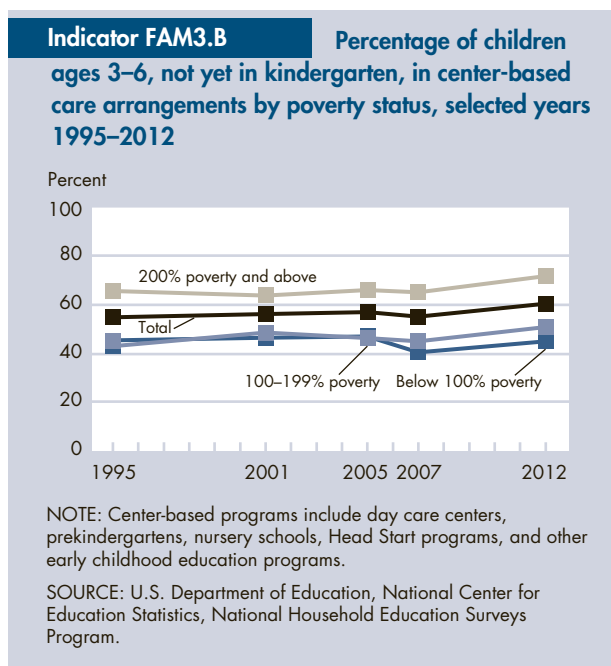 Indicator FAM3.B
Percentage of children
ages 3–6, not yet in kindergarten, in center-based
care arrangements by poverty status, selected years
1995–2012
Percent
100
80
200% poverty and above
60
Total
40
100–199% poverty Below 100% poverty
20
0
1995 2001 2005 2007 2012
NOTE: Center-based programs include day care centers,
prekindergartens, nursery schools, Head Start programs, and other
early childhood education programs.
SOURCE: U.S. Department of Education, National Center for
Education Statistics, National Household Education Surveys
Program.